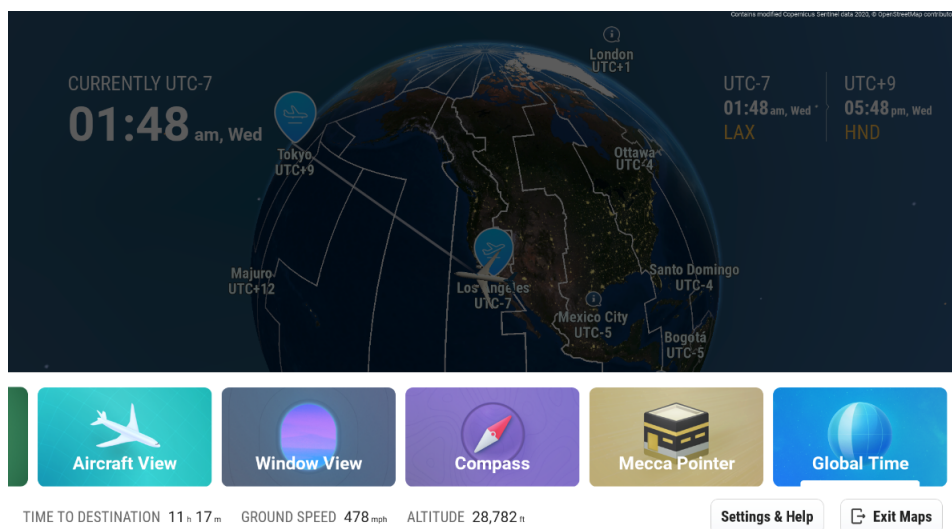 Contains modified Copernicus Sentinel data 2020, © OpenStreetMap contributo
CURRENTLY UTC-7
01:48 am, Wed
UTC-7
01:48 am, Wed
LAX
UTC+9
05:48 pm, Wed
HND
London
UTC+1
Tokyo
UTC+9
Ottawa
UTC-4
Majuro
UTC+12
Los Angeles
UTC-7
Santo Domingo
UTC-4
Mexico City
UTC-5
Bogotá
UTC-5
Aircraft View
Window View
Compass
Mecca Pointer
Global Time
TIME TO DESTINATION 11 h 17 m GROUND SPEED 478 mph ALTITUDE 28,782 ft
Settings & Help
Exit Maps